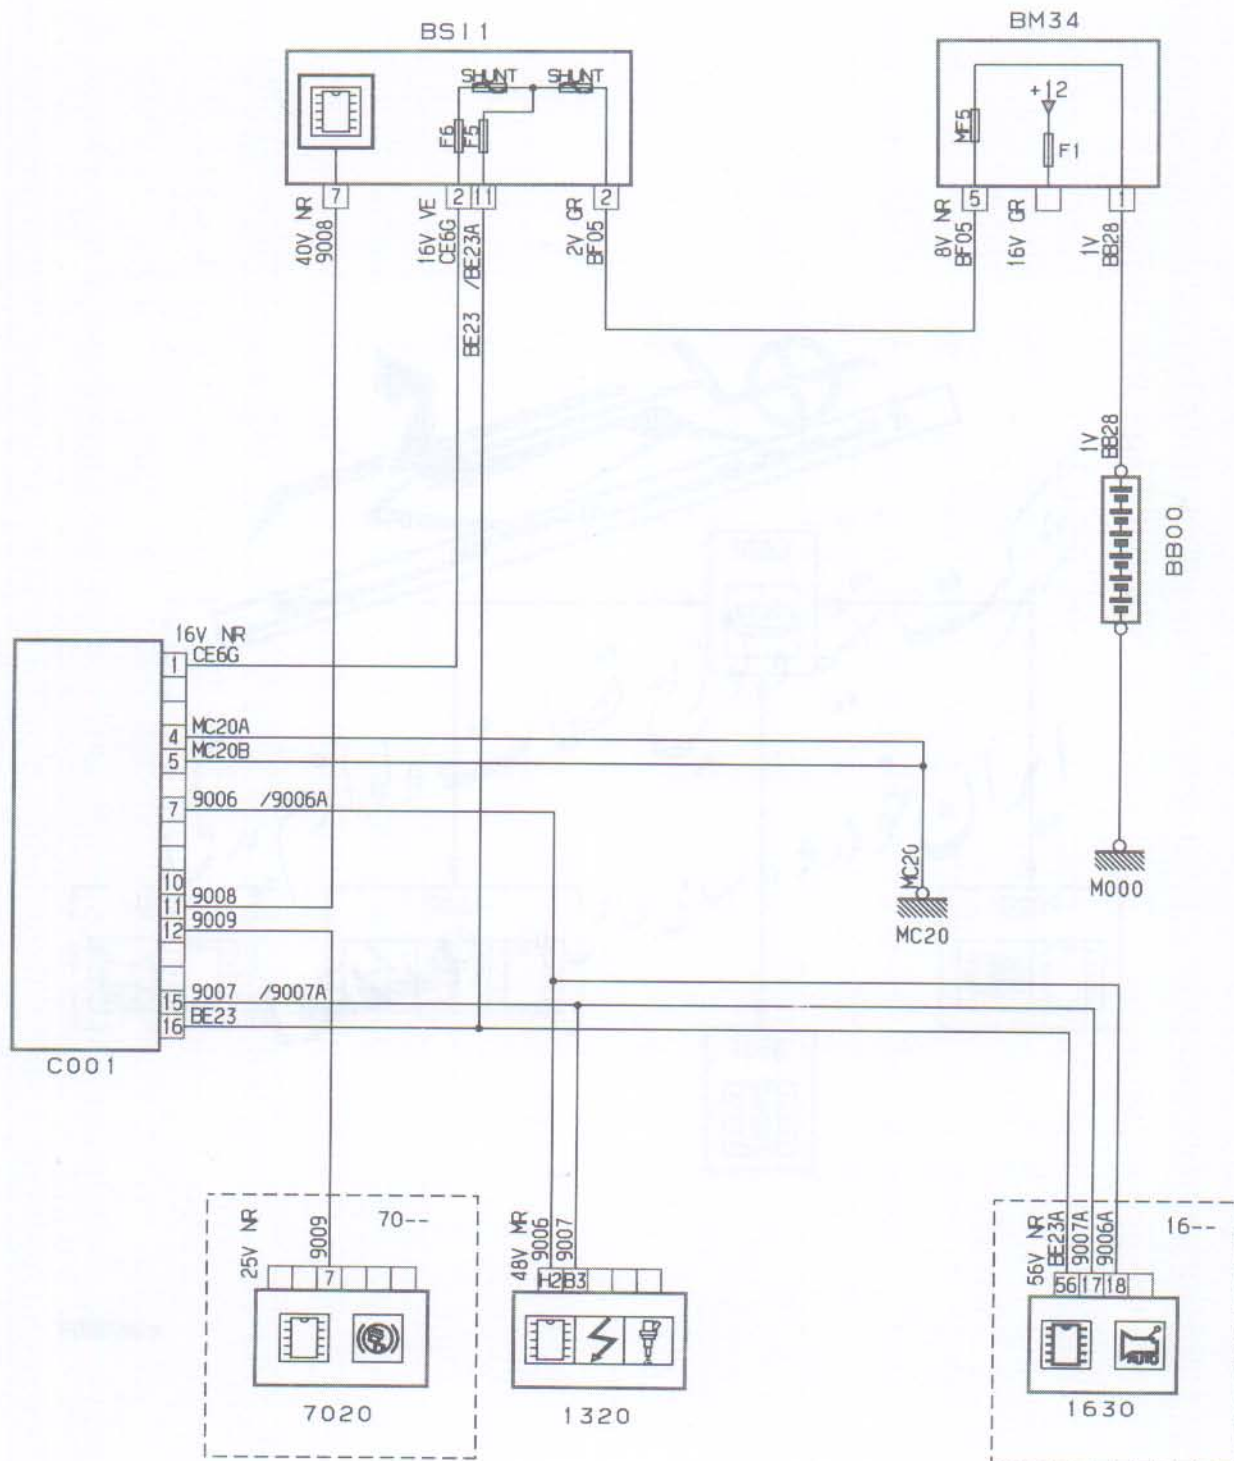 BSI1
BM34
SHUNT SHUNT
+12
F6 F5
MF5
F1
7
2 11
2
5
1
40V NR
9008
16V VE
CE6G
BE23 /BE23A
2V GR
BF05
8V NR
BF05
16V GR
1V
BB28
1V
BB28
BB00
16V NR
1 CE6G
4 MC20A
5 MC20B
7 9006 /9006A
10
11 9008
12 9009
15 9007 /9007A
16 BE23
C001
MC20
MC20
M000
70--
25V NR
9009
7
7020
48V MR
9006
9007
H2 B3
1320
16--
56V NR
BE23A
9007A
9006A
56 17 18
AUTO
1630